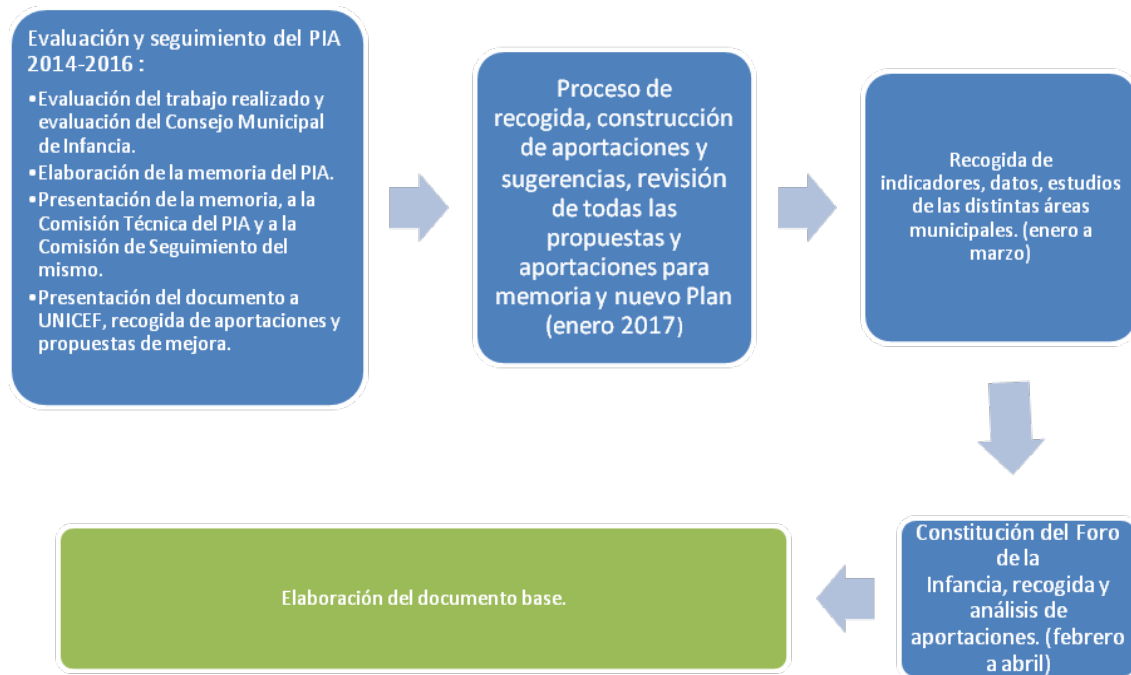 Evaluación y seguimiento del PIA
2014-2016 :
•Evaluación del trabajo realizado y
evaluación del Consejo Municipal
de Infancia.
•Elaboración de la memoria del PIA.
•Presentación de la memoria, a la
Comisión Técnica del PIA y a la
Comisión de Seguimiento del
mismo.
•Presentación del documento a
UNICEF, recogida de aportaciones y
propuestas de mejora.
Proceso de
recogida, construcción
de aportaciones y
sugerencias, revisión
de todas las
propuestas y
aportaciones para
memoria y nuevo Plan
(enero 2017)
Recogida de
indicadores, datos, estudios
de las distintas áreas
municipales. (enero a
marzo)
Constitución del Foro
de la
Infancia, recogida y
análisis de
aportaciones. (febrero
a abril)
Elaboración del documento base.